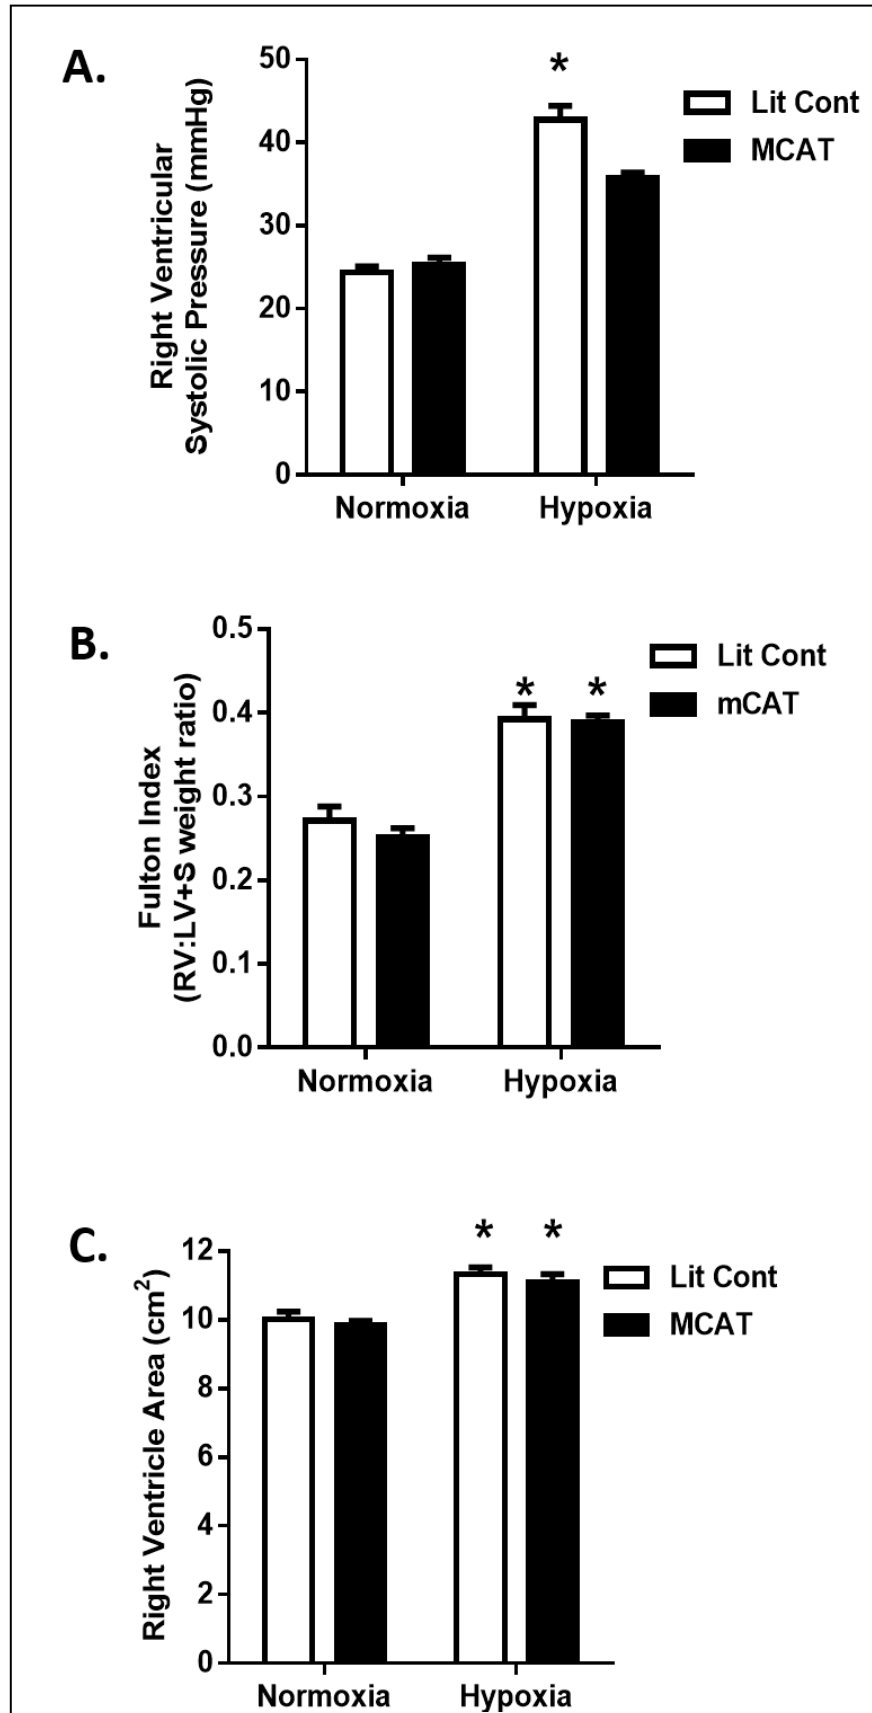 A.
Right Ventricular
Systolic Pressure (mmHg)
50
40
30
20
10
0
*
Lit Cont
MCAT
Normoxia
Hypoxia
B.
Fulton Index
(RV:LV+S weight ratio)
0.5
0.4
0.3
0.2
0.1
0.0
* *
Lit Cont
mCAT
Normoxia
Hypoxia
C.
Right Ventricle Area (cm²)
12
10
8
6
4
2
0
* *
Lit Cont
MCAT
Normoxia
Hypoxia